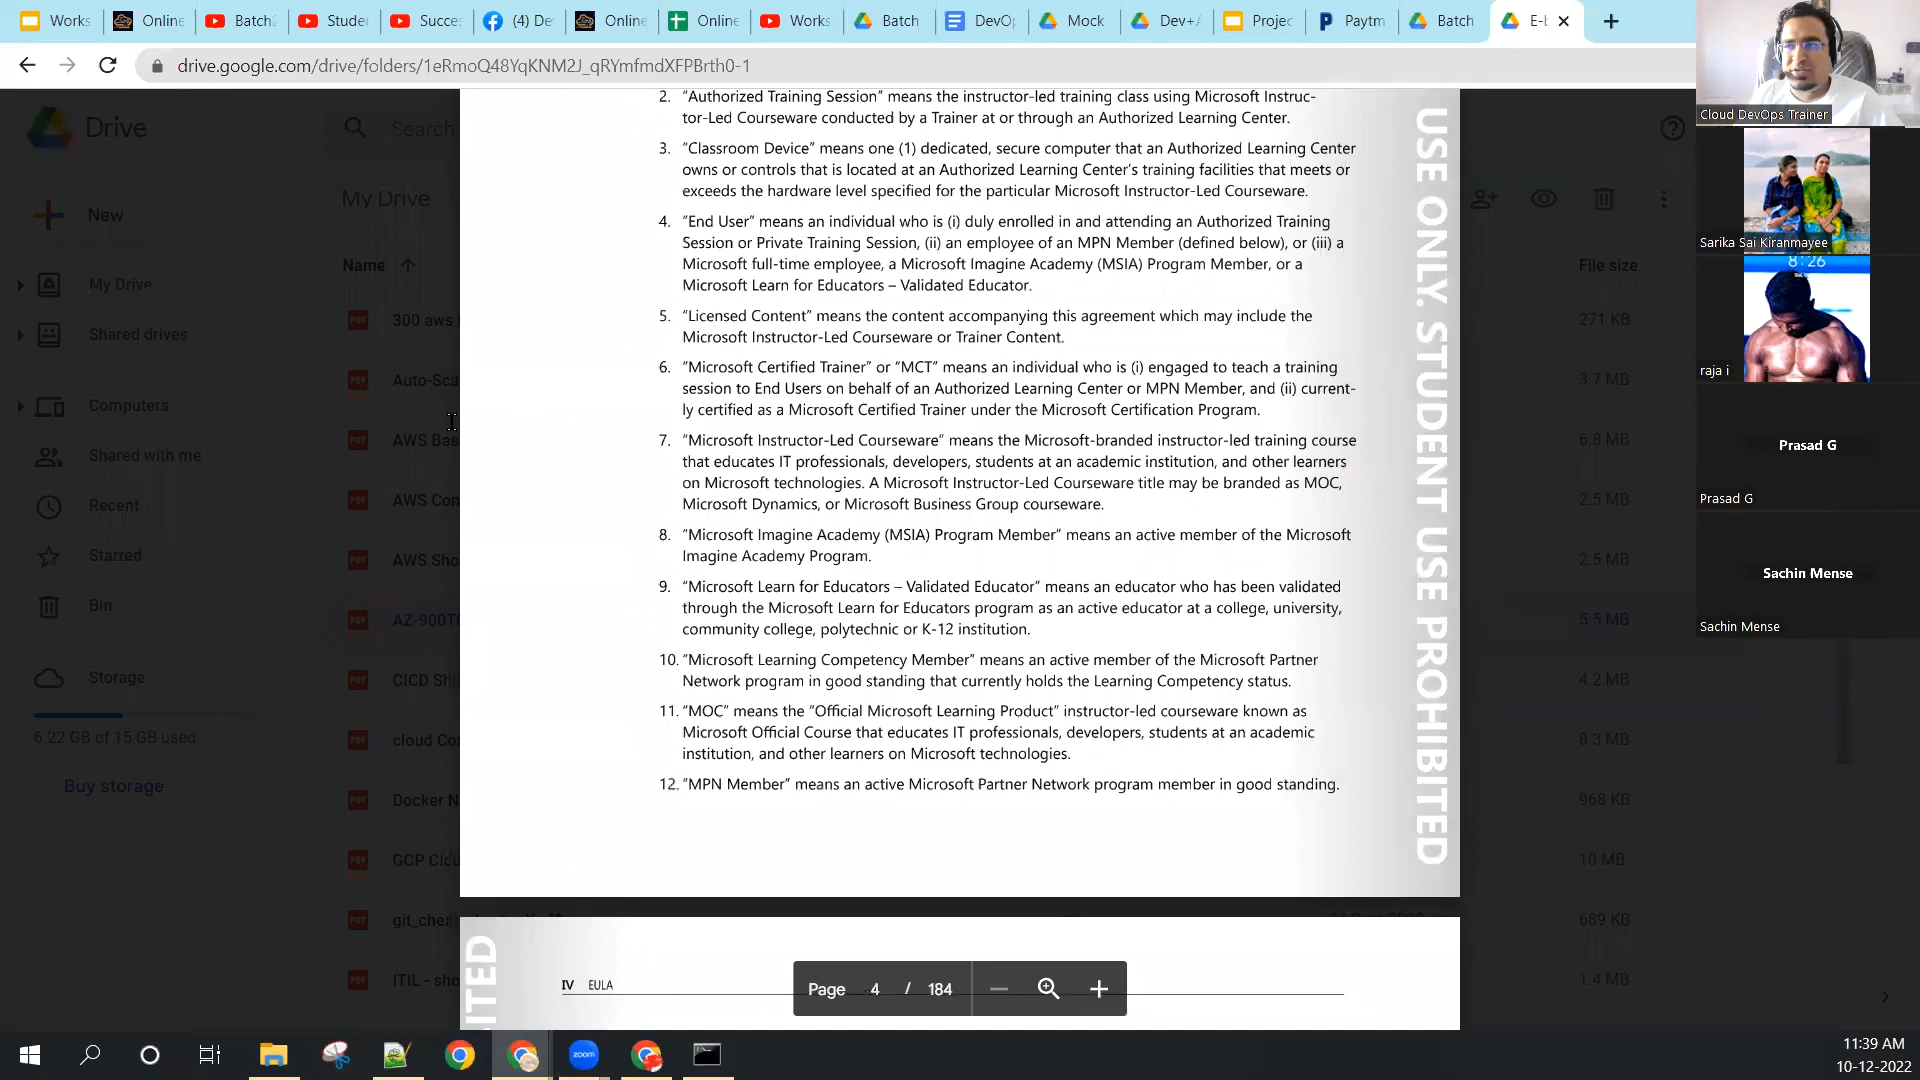 Works
Online
Batch
Studer
Succes
(4) De
Online
Online
Works
Batch
DevOp
Mock
Dev+A
Projec
Paytm
Batch
E-b
drive.google.com/drive/folders/1eRmoQ48YqKNM2J_qRYmfmdXFPBrth0-1
Drive
Search
New
My Drive
Shared drives
Computers
Shared with me
Recent
Starred
Bin
Storage
6.22 GB of 15 GB used
Buy storage
My Drive
Name
File size
300 aws i
271 KB
Auto-Sca
3.7 MB
AWS Bas
6.8 MB
AWS Con
2.5 MB
AWS Sho
2.5 MB
AZ-900T0
5.5 MB
CICD Sh
4.2 MB
cloud Co
8.3 MB
Docker N
968 KB
GCP Clou
10 MB
git_chea
689 KB
ITIL - sho
1.4 MB
2. “Authorized Training Session” means the instructor-led training class using Microsoft Instruc-
tor-Led Courseware conducted by a Trainer at or through an Authorized Learning Center.
3. “Classroom Device” means one (1) dedicated, secure computer that an Authorized Learning Center
owns or controls that is located at an Authorized Learning Center’s training facilities that meets or
exceeds the hardware level specified for the particular Microsoft Instructor-Led Courseware.
4. “End User” means an individual who is (i) duly enrolled in and attending an Authorized Training
Session or Private Training Session, (ii) an employee of an MPN Member (defined below), or (iii) a
Microsoft full-time employee, a Microsoft Imagine Academy (MSIA) Program Member, or a
Microsoft Learn for Educators – Validated Educator.
5. “Licensed Content” means the content accompanying this agreement which may include the
Microsoft Instructor-Led Courseware or Trainer Content.
6. “Microsoft Certified Trainer” or “MCT” means an individual who is (i) engaged to teach a training
session to End Users on behalf of an Authorized Learning Center or MPN Member, and (ii) current-
ly certified as a Microsoft Certified Trainer under the Microsoft Certification Program.
7. “Microsoft Instructor-Led Courseware” means the Microsoft-branded instructor-led training course
that educates IT professionals, developers, students at an academic institution, and other learners
on Microsoft technologies. A Microsoft Instructor-Led Courseware title may be branded as MOC,
Microsoft Dynamics, or Microsoft Business Group courseware.
8. “Microsoft Imagine Academy (MSIA) Program Member” means an active member of the Microsoft
Imagine Academy Program.
9. “Microsoft Learn for Educators – Validated Educator” means an educator who has been validated
through the Microsoft Learn for Educators program as an active educator at a college, university,
community college, polytechnic or K-12 institution.
10. “Microsoft Learning Competency Member” means an active member of the Microsoft Partner
Network program in good standing that currently holds the Learning Competency status.
11. “MOC” means the “Official Microsoft Learning Product” instructor-led courseware known as
Microsoft Official Course that educates IT professionals, developers, students at an academic
institution, and other learners on Microsoft technologies.
12. “MPN Member” means an active Microsoft Partner Network program member in good standing.
USE ONLY. STUDENT USE PROHIBITED
ITED
IV EULA
Page 4 / 184
Cloud DevOps Trainer
Sarika Sai Kiranmayee
8:26
raja i
Prasad G
Prasad G
Sachin Mense
Sachin Mense
zoom
11:39 AM
10-12-2022